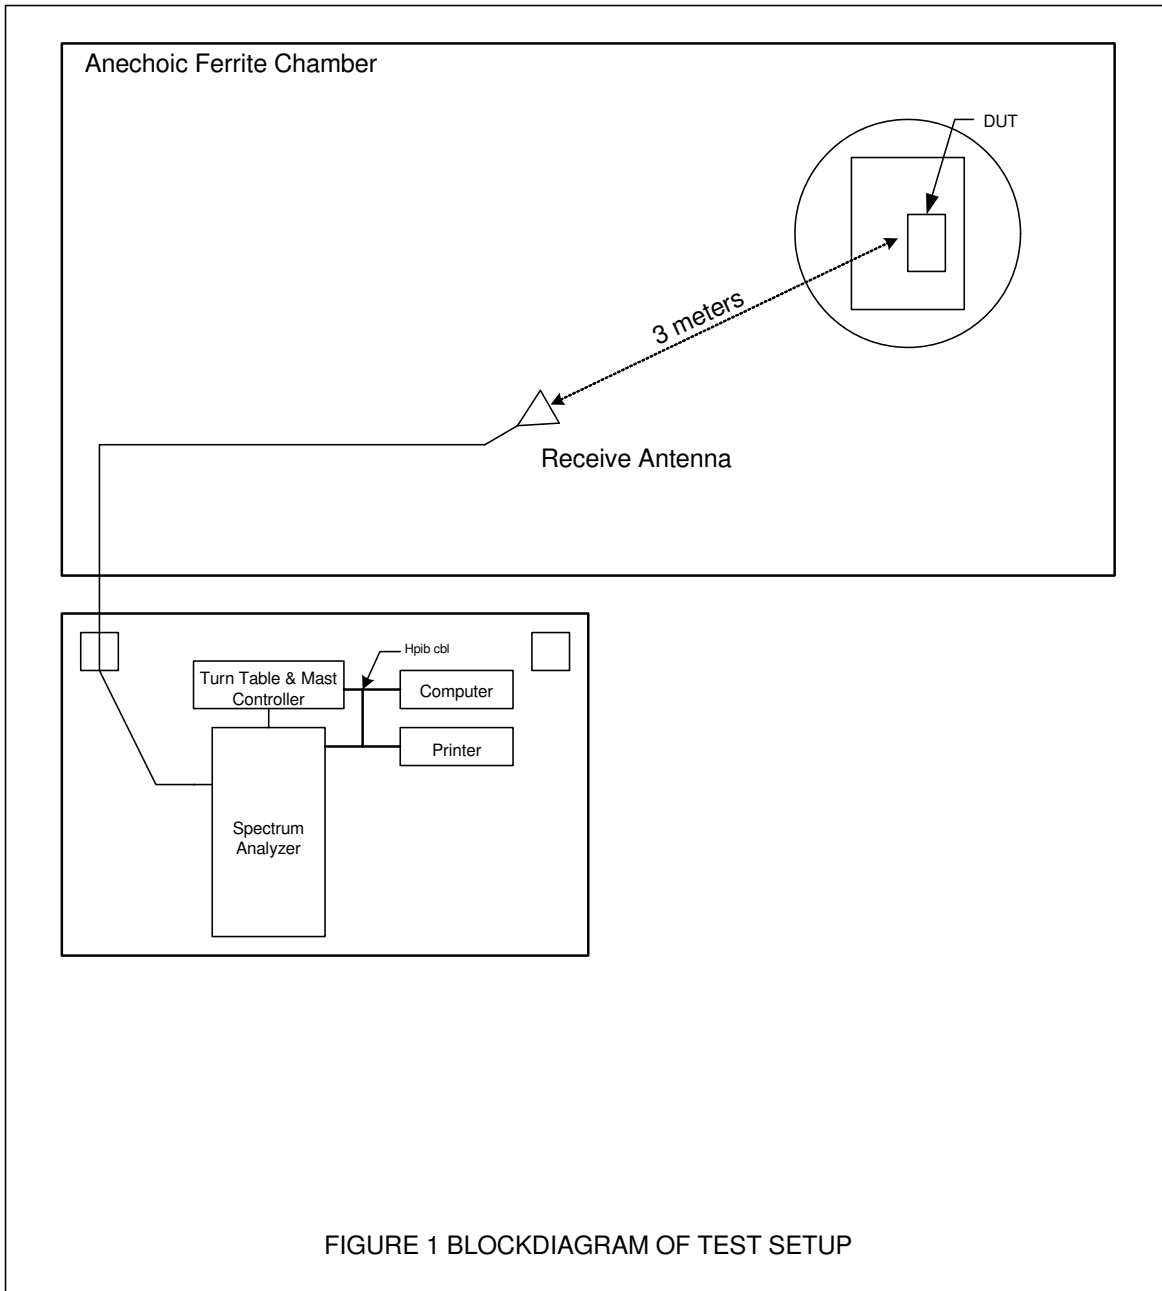 Anechoic Ferrite Chamber
DUT
3 meters
Receive Antenna
Hpib cbl
Turn Table & Mast
Controller
Computer
Printer
Spectrum
Analyzer
FIGURE 1 BLOCKDIAGRAM OF TEST SETUP